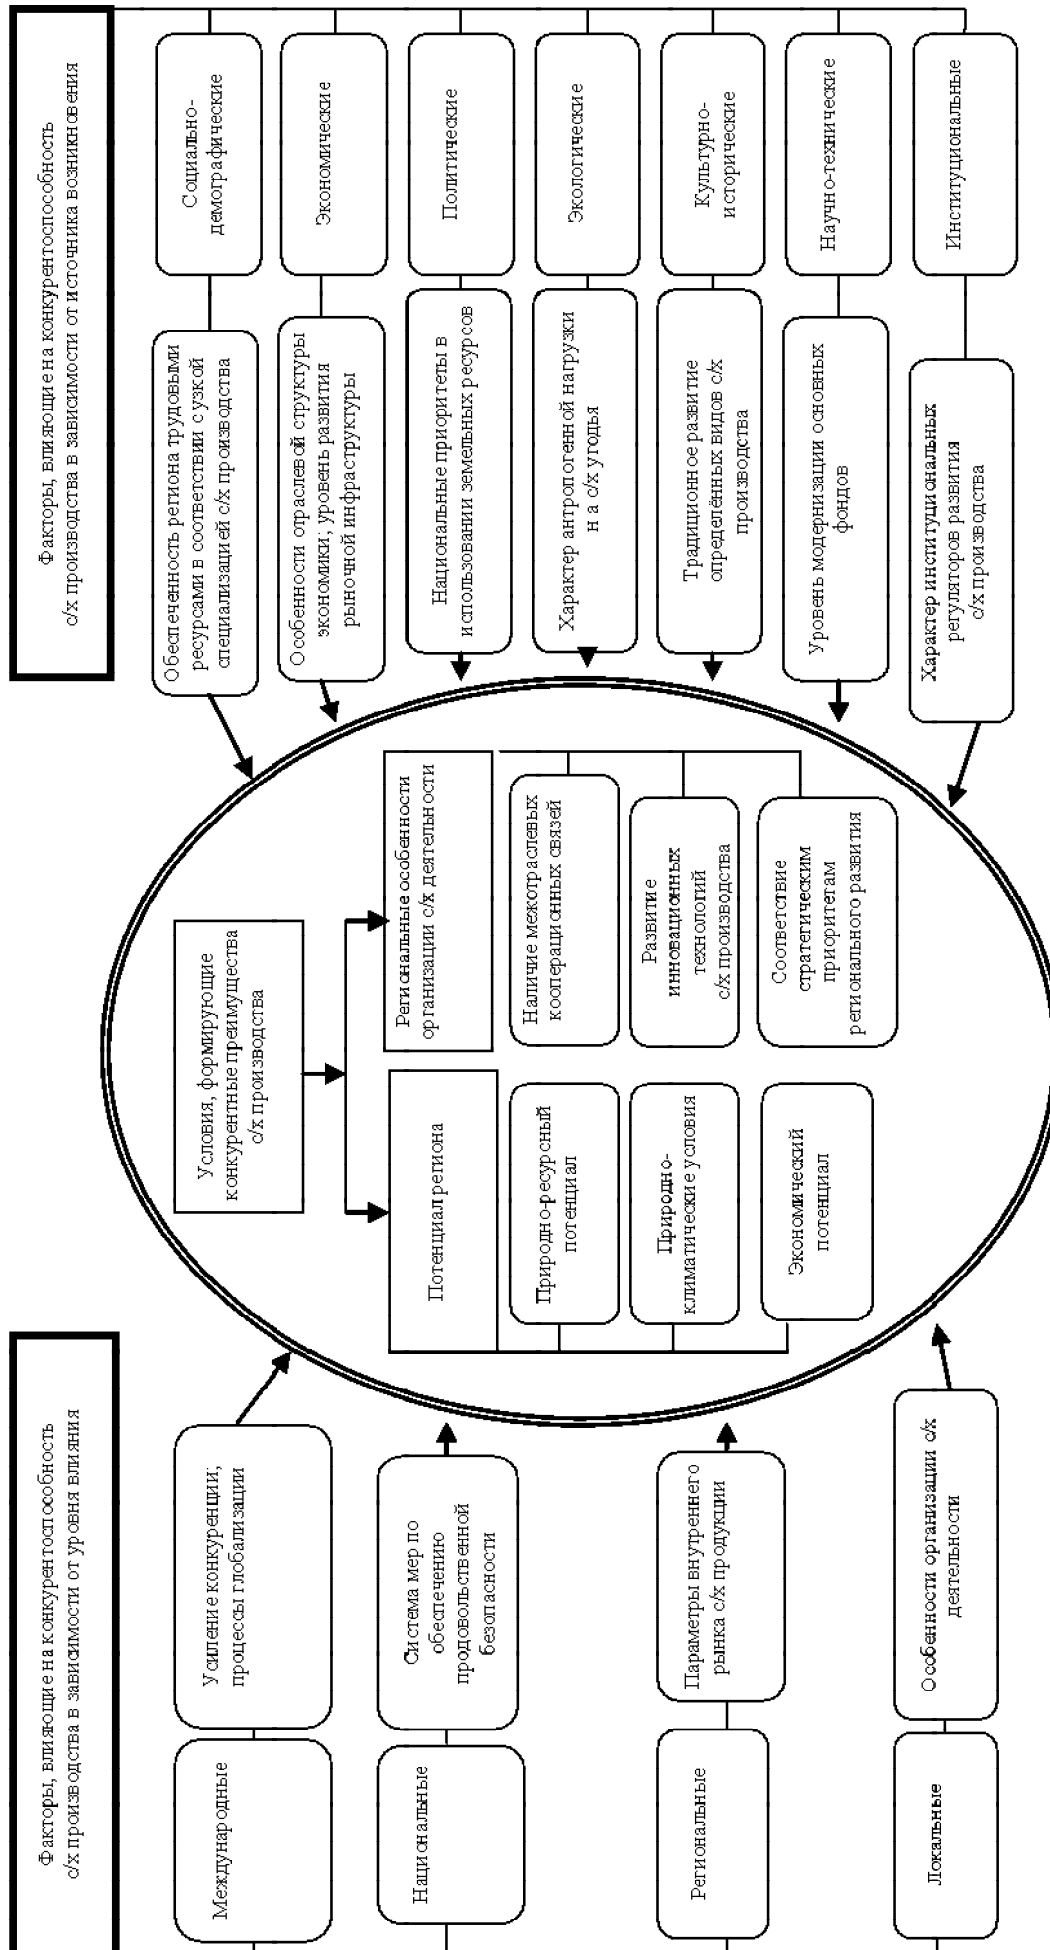 Факторы, влияющие на конкурентоспособность
с/х производства в зависимости от уровня влияния
Международные
Усиление конкуренции;
процессы глобализации
Национальные
Система мер по
обеспечению
продовольственной
безопасности
Региональные
Параметры внутреннего
рынка с/х продукции
Локальные
Особенности организации с/х
деятельности
Условия, формирующие
конкурентные преимущества
с/х производства
Потенциал региона
Природно-ресурсный
потенциал
Природно-
климатические условия
Экономический
потенциал
Региональные особенности
организации с/х деятельности
Наличие межотраслевых
кооперационных связей
Развитие
инновационных
технологий
с/х производства
Соответствие
стратегическим
приоритетам
регионального развития
Факторы, влияющие на конкурентоспособность
с/х производства в зависимости от источника возникновения
Обеспеченность региона трудовыми
ресурсами в соответствии с узкой
специализацией с/х производства
Социально-
демографические
Особенности отраслевой структуры
экономики; уровень развития
рыночной инфраструктуры
Экономические
Национальные приоритеты в
использовании земельных ресурсов
Политические
Характер антропогенной нагрузки
на с/х угодья
Экологические
Традиционное развитие
определённых видов с/х
производства
Культурно-
исторические
Уровень модернизации основных
фондов
Научно-технические
Характер институциональных
регуляторов развития
с/х производства
Институциональные